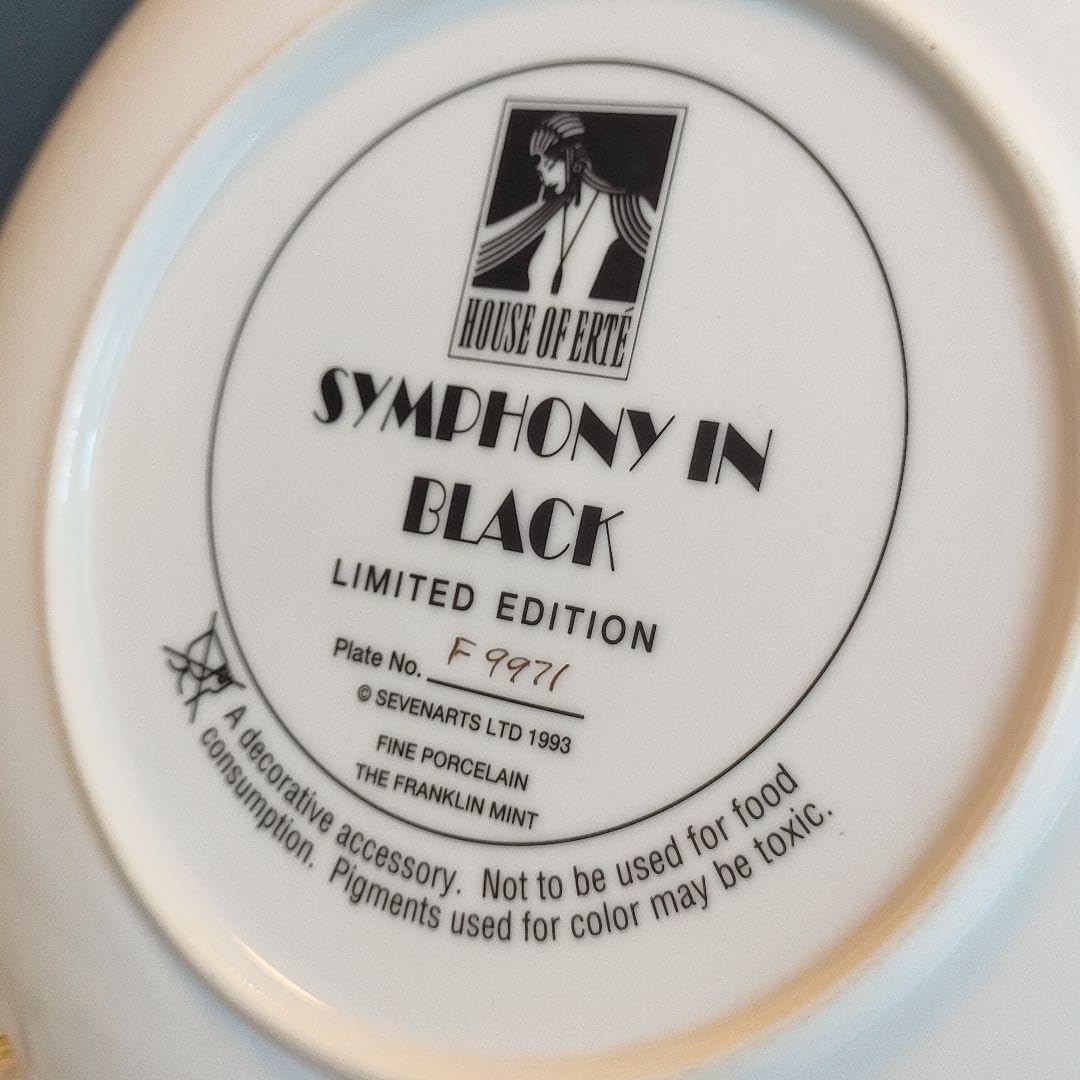 HOUSE OF ERTÉ
SYMPHONY IN
BLACK
LIMITED EDITION
Plate No. F 9971
© SEVENARTS LTD 1993
FINE PORCELAIN
THE FRANKLIN MINT
A decorative accessory. Not to be used for food
consumption. Pigments used for color may be toxic.